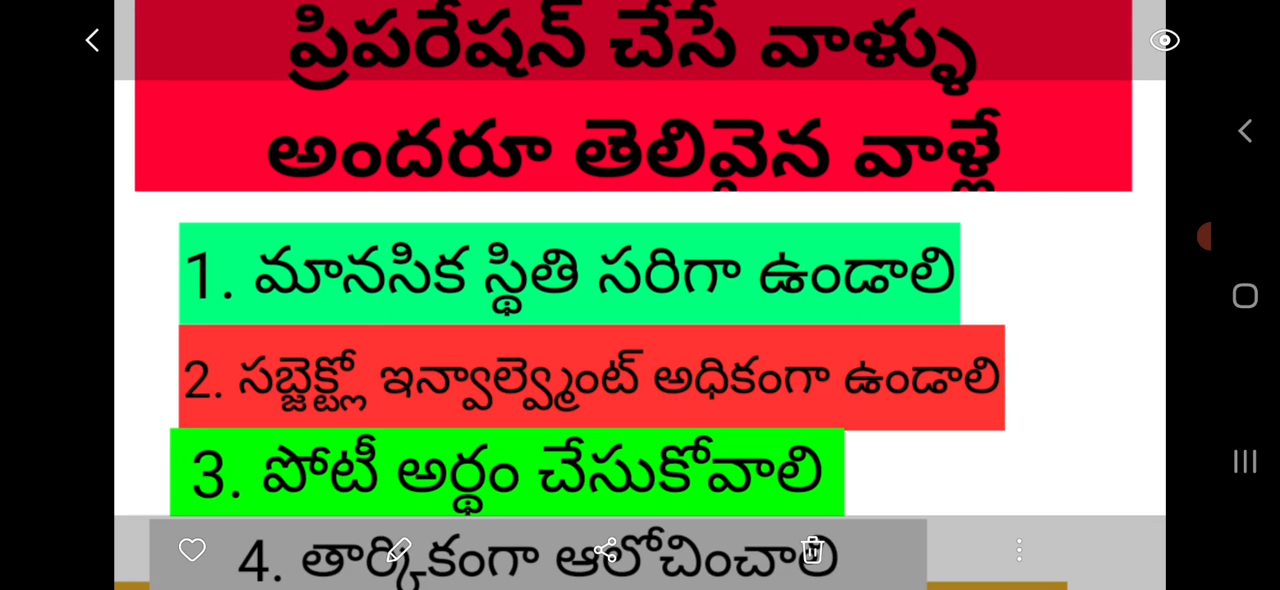 ప్రిపరేషన్ చేసే వాళ్ళు
అందరూ తెలివైన వాళ్లే
1. మానసిక స్థితి సరిగా ఉండాలి
2. సబ్జెక్ట్లో ఇన్వాల్వ్మెంట్ అధికంగా ఉండాలి
3. పోటీ అర్థం చేసుకోవాలి
4. తార్కికంగా ఆలోచించాలి